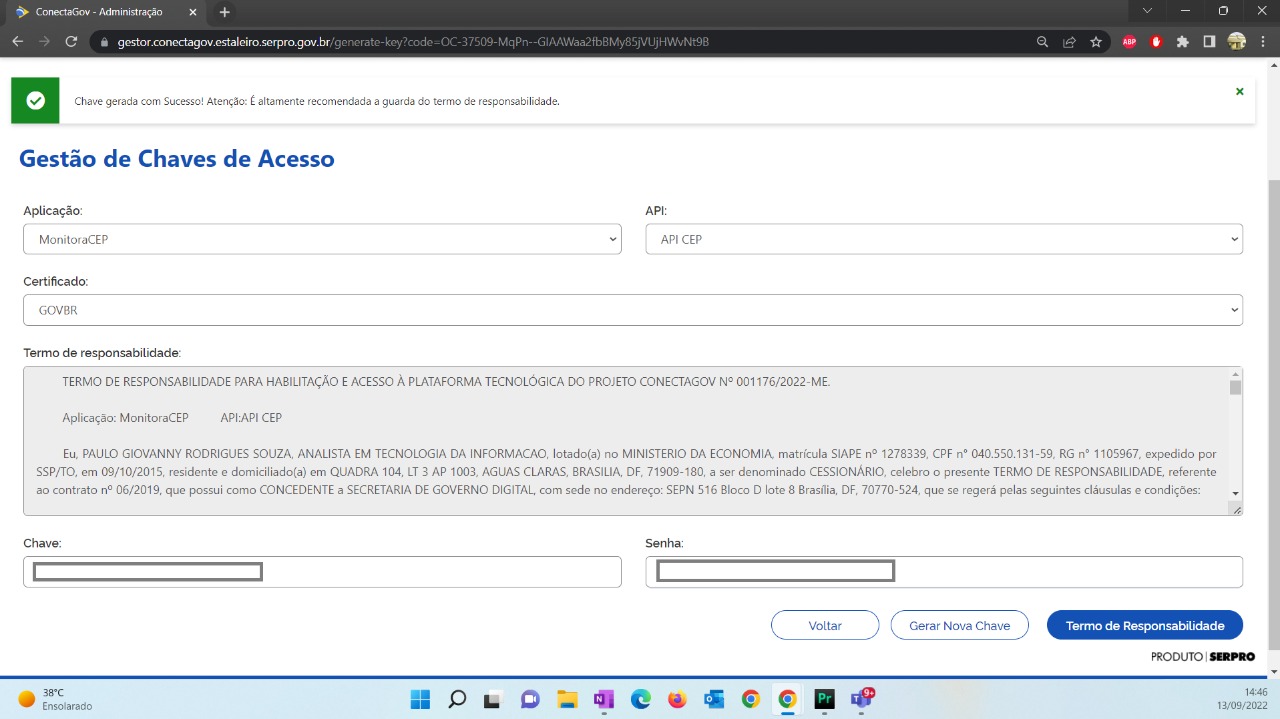 ConectaGov - Administração
gestor.conectagov.estaleiro.serpro.gov.br/generate-key?code=OC-37509-MqPn--GIAAWaa2fbBMy85jVUjHWvNt9B
ABP
Chave gerada com Sucesso! Atenção: É altamente recomendada a guarda do termo de responsabilidade.
Gestão de Chaves de Acesso
Aplicação: API:
MonitoraCEP API CEP
Certificado:
GOVBR
Termo de responsabilidade:
TERMO DE RESPONSABILIDADE PARA HABILITAÇÃO E ACESSO À PLATAFORMA TECNOLÓGICA DO PROJETO CONECTAGOV Nº 001176/2022-ME.
Aplicação: MonitoraCEP API:API CEP
Eu, PAULO GIOVANNY RODRIGUES SOUZA, ANALISTA EM TECNOLOGIA DA INFORMACAO, lotado(a) no MINISTERIO DA ECONOMIA, matrícula SIAPE nº 1278339, CPF n° 040.550.131-59, RG n° 1105967, expedido por
SSP/TO, em 09/10/2015, residente e domiciliado(a) em QUADRA 104, LT 3 AP 1003, AGUAS CLARAS, BRASILIA, DF, 71909-180, a ser denominado CESSIONÁRIO, celebro o presente TERMO DE RESPONSABILIDADE, referente
ao contrato nº 06/2019, que possui como CONCEDENTE a SECRETARIA DE GOVERNO DIGITAL, com sede no endereço: SEPN 516 Bloco D lote 8 Brasília, DF, 70770-524, que se regerá pelas seguintes cláusulas e condições:
Chave: Senha:
Voltar Gerar Nova Chave Termo de Responsabilidade
PRODUTO | SERPRO
38°C
Ensolarado
Pr
9+
14:46
13/09/2022